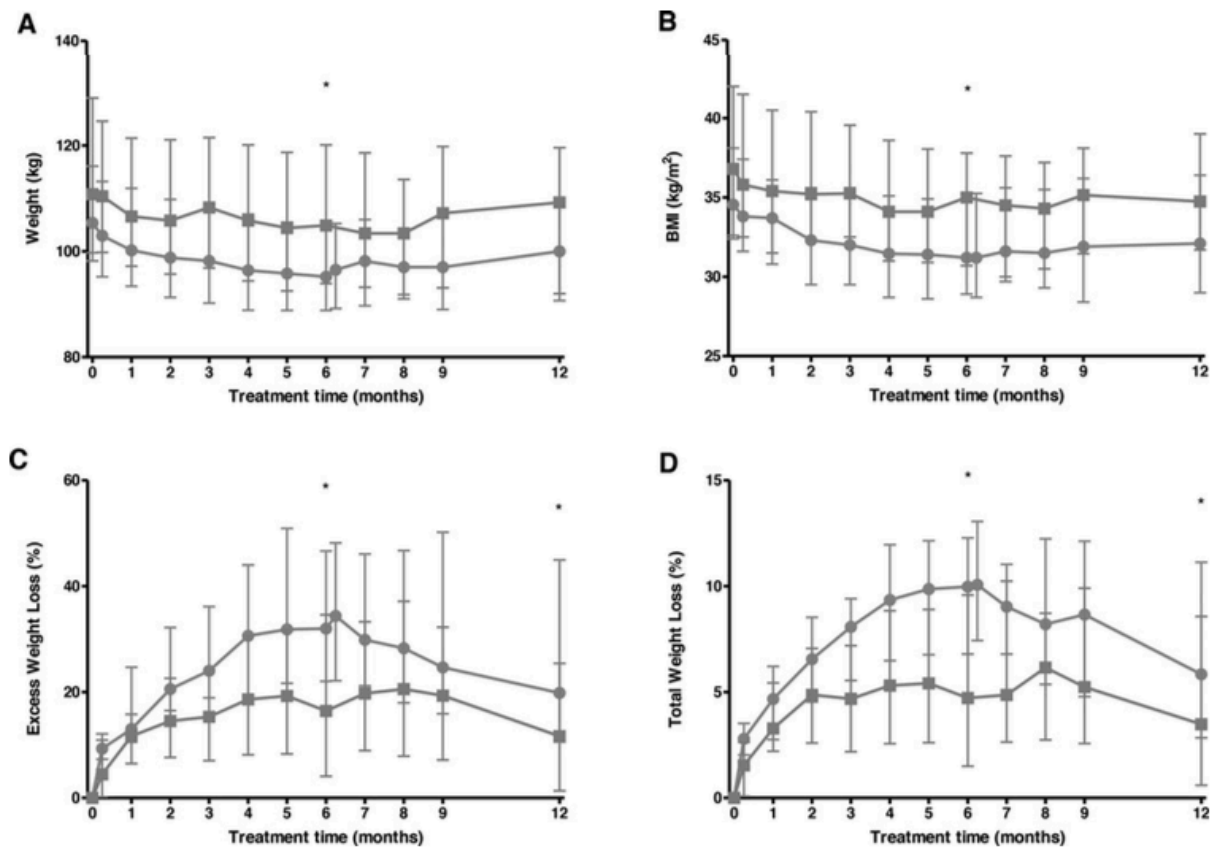 A
140
120
100
80
Weight (kg)
*
0 1 2 3 4 5 6 7 8 9 12
Treatment time (months)
B
45
40
35
30
25
BMI (kg/m²)
*
0 1 2 3 4 5 6 7 8 9 12
Treatment time (months)
C
60
40
20
0
Excess Weight Loss (%)
*
*
0 1 2 3 4 5 6 7 8 9 12
Treatment time (months)
D
15
10
5
0
Total Weight Loss (%)
*
*
0 1 2 3 4 5 6 7 8 9 12
Treatment time (months)